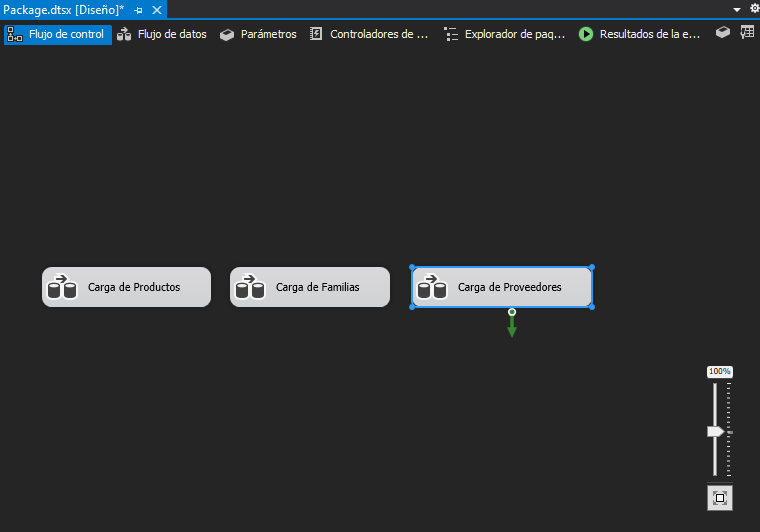 Package.dtsx [Diseño]*
Flujo de control
Flujo de datos
Parámetros
Controladores de ...
Explorador de paq...
Resultados de la e...
Carga de Productos
Carga de Familias
Carga de Proveedores
100%